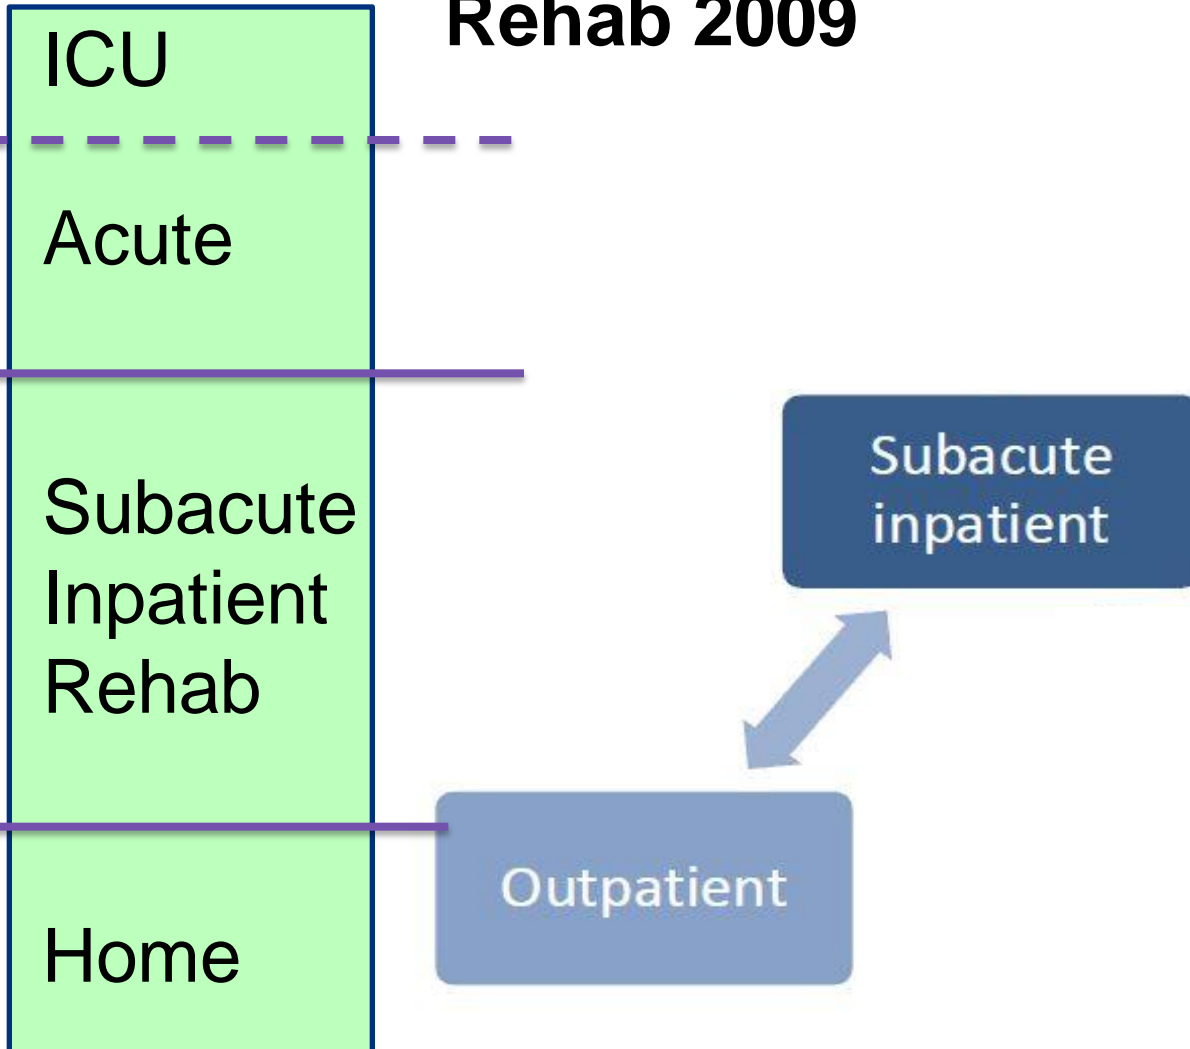 Rehab 2009
ICU
Acute
Subacute
Inpatient
Rehab
Home
Subacute
inpatient
Outpatient